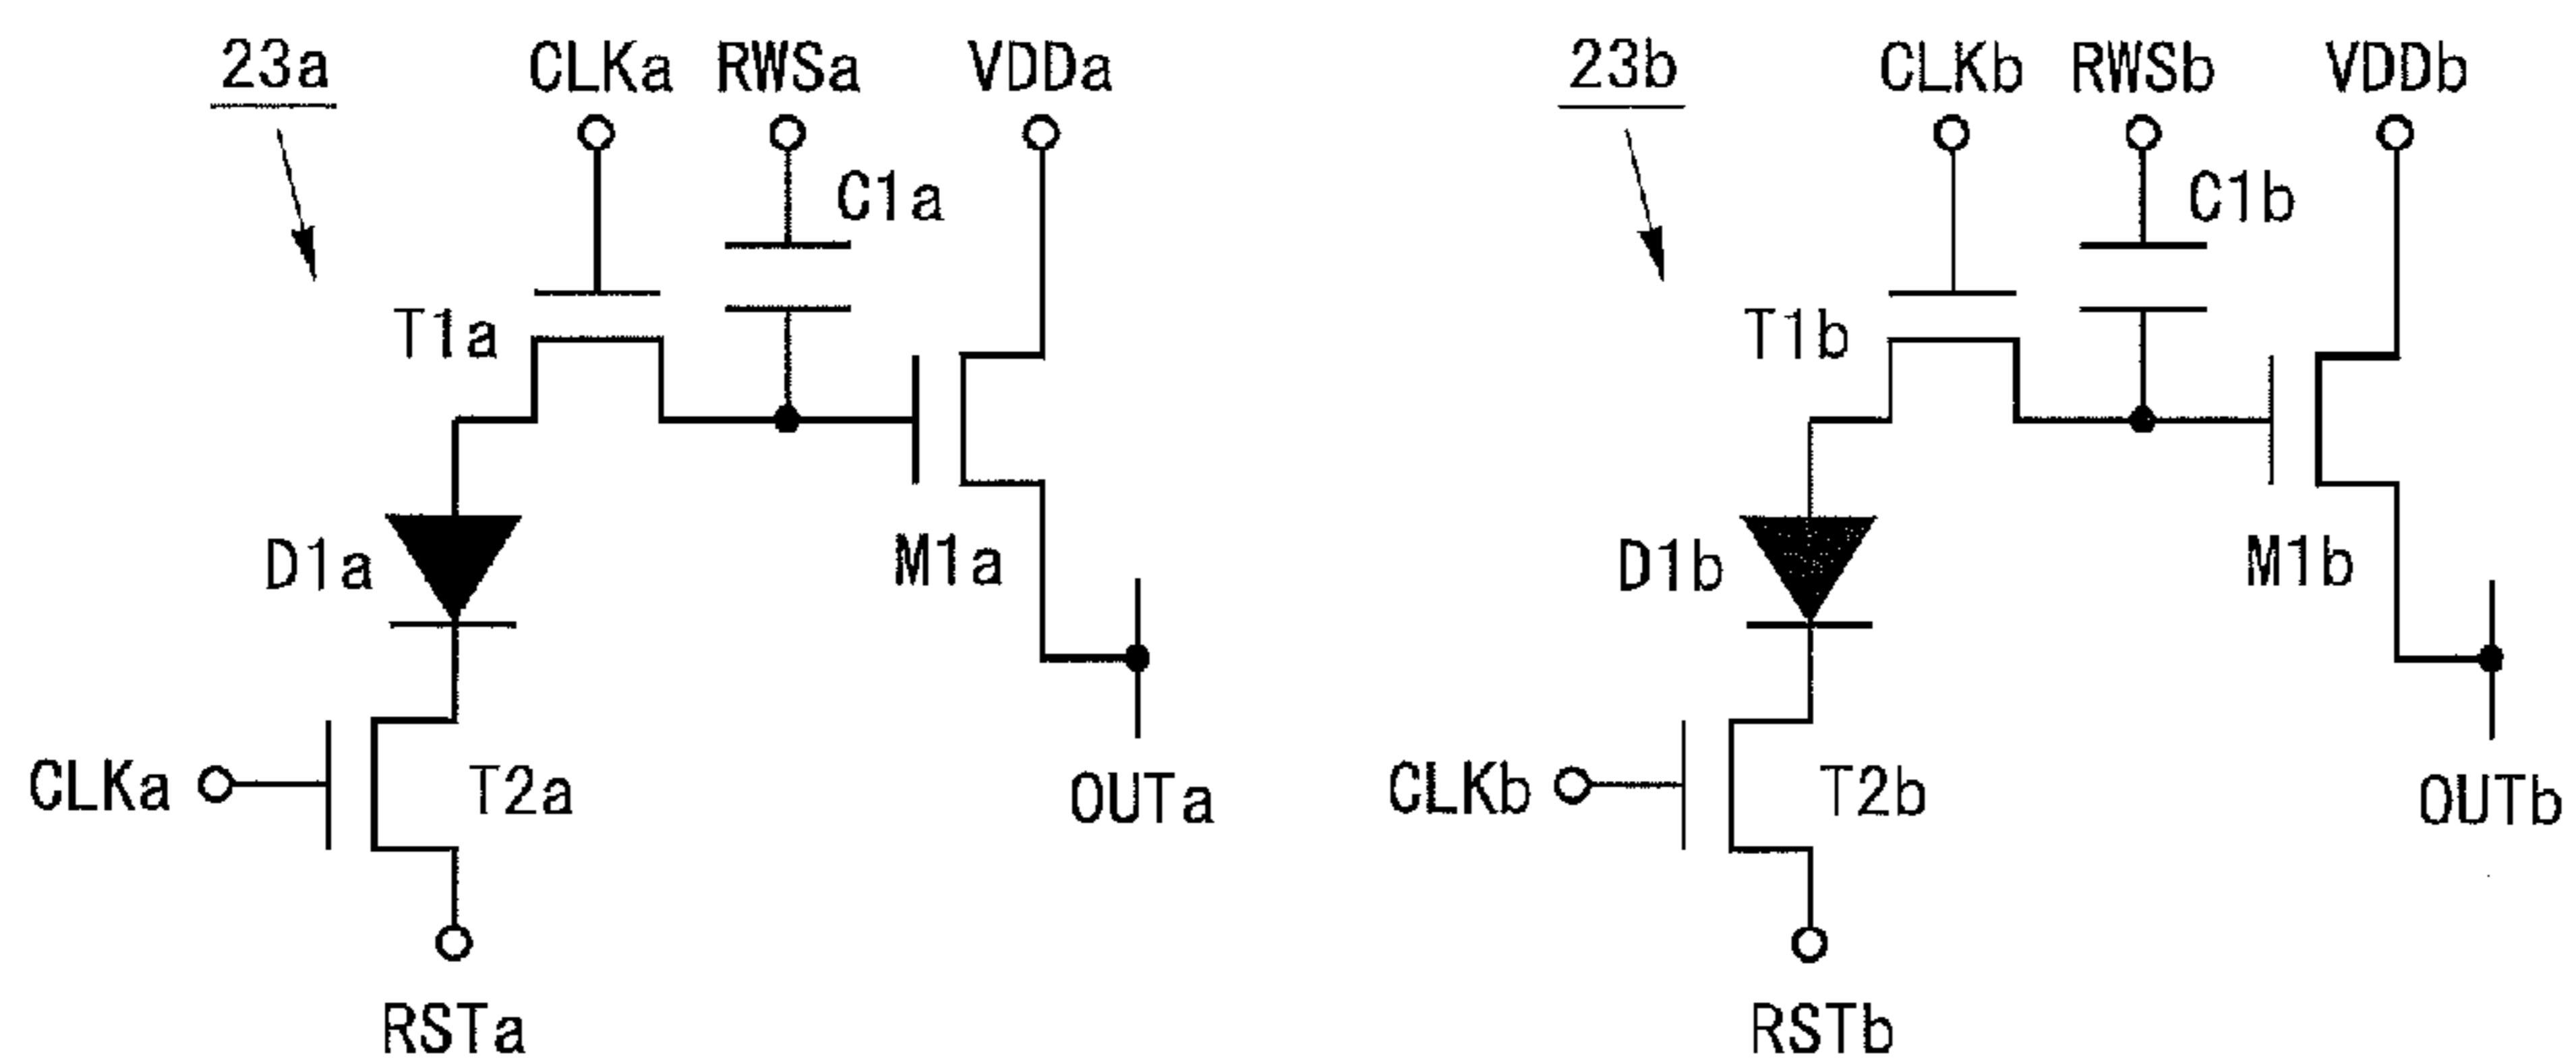 23a CLKa RWSa VDDa
C1a
T1a
D1a M1a
CLKa T2a OUTa
RSTa
23b CLKb RWSb VDDb
C1b
T1b
D1b M1b
CLKb T2b OUTb
RSTb